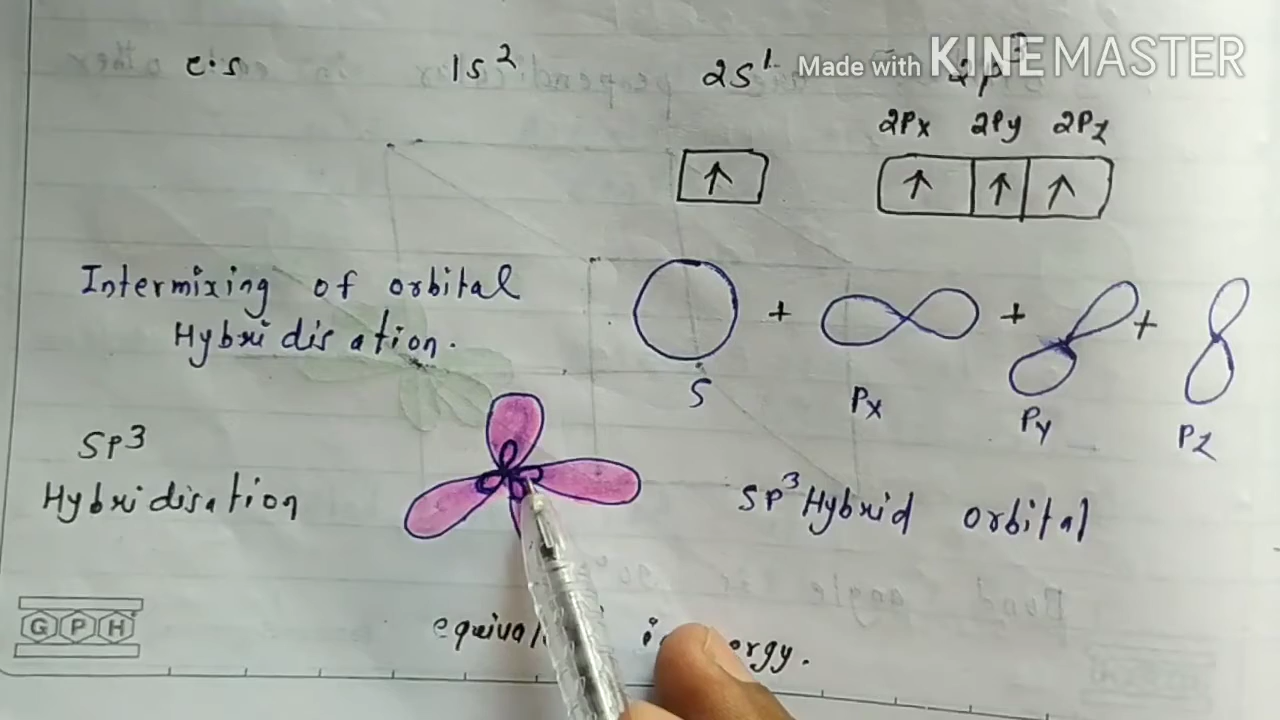 Made with KINEMASTER
e.s 1s² 2s¹ 2p³
2Px 2Py 2Pz
Intermixing of orbital
Hybridisation.
S Px Py Pz
SP³
Hybridisation
SP³ Hybrid orbital
GPH